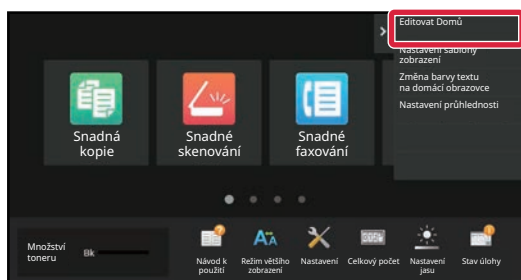 Editovat Domů
Nastavení šablony
zobrazení
Změna barvy textu
na domácí obrazovce
Nastavení průhlednosti
Snadná
kopie
Snadné
skenování
Snadné
faxování
Množství
toneru
Bk
Návod k
použití
Režim většího
zobrazení
Nastavení
Celkový počet
Nastavení
jasu
Stav úlohy